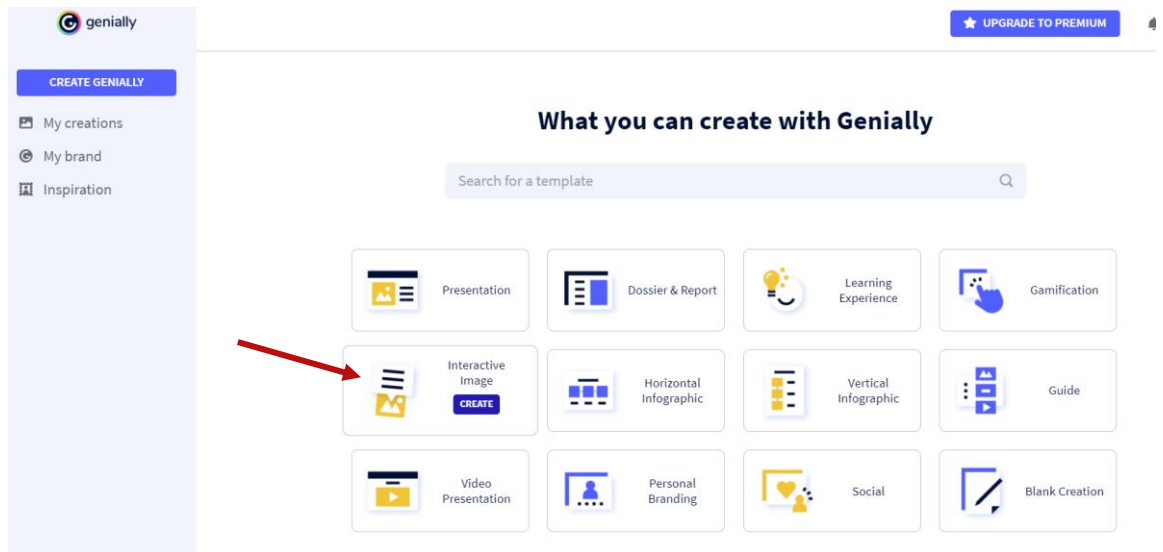 genially
UPGRADE TO PREMIUM
CREATE GENIALLY
My creations
My brand
Inspiration
What you can create with Genially
Search for a template
Presentation
Dossier & Report
Learning
Experience
Gamification
Interactive
Image
CREATE
Horizontal
Infographic
Vertical
Infographic
Guide
Video
Presentation
Personal
Branding
Social
Blank Creation